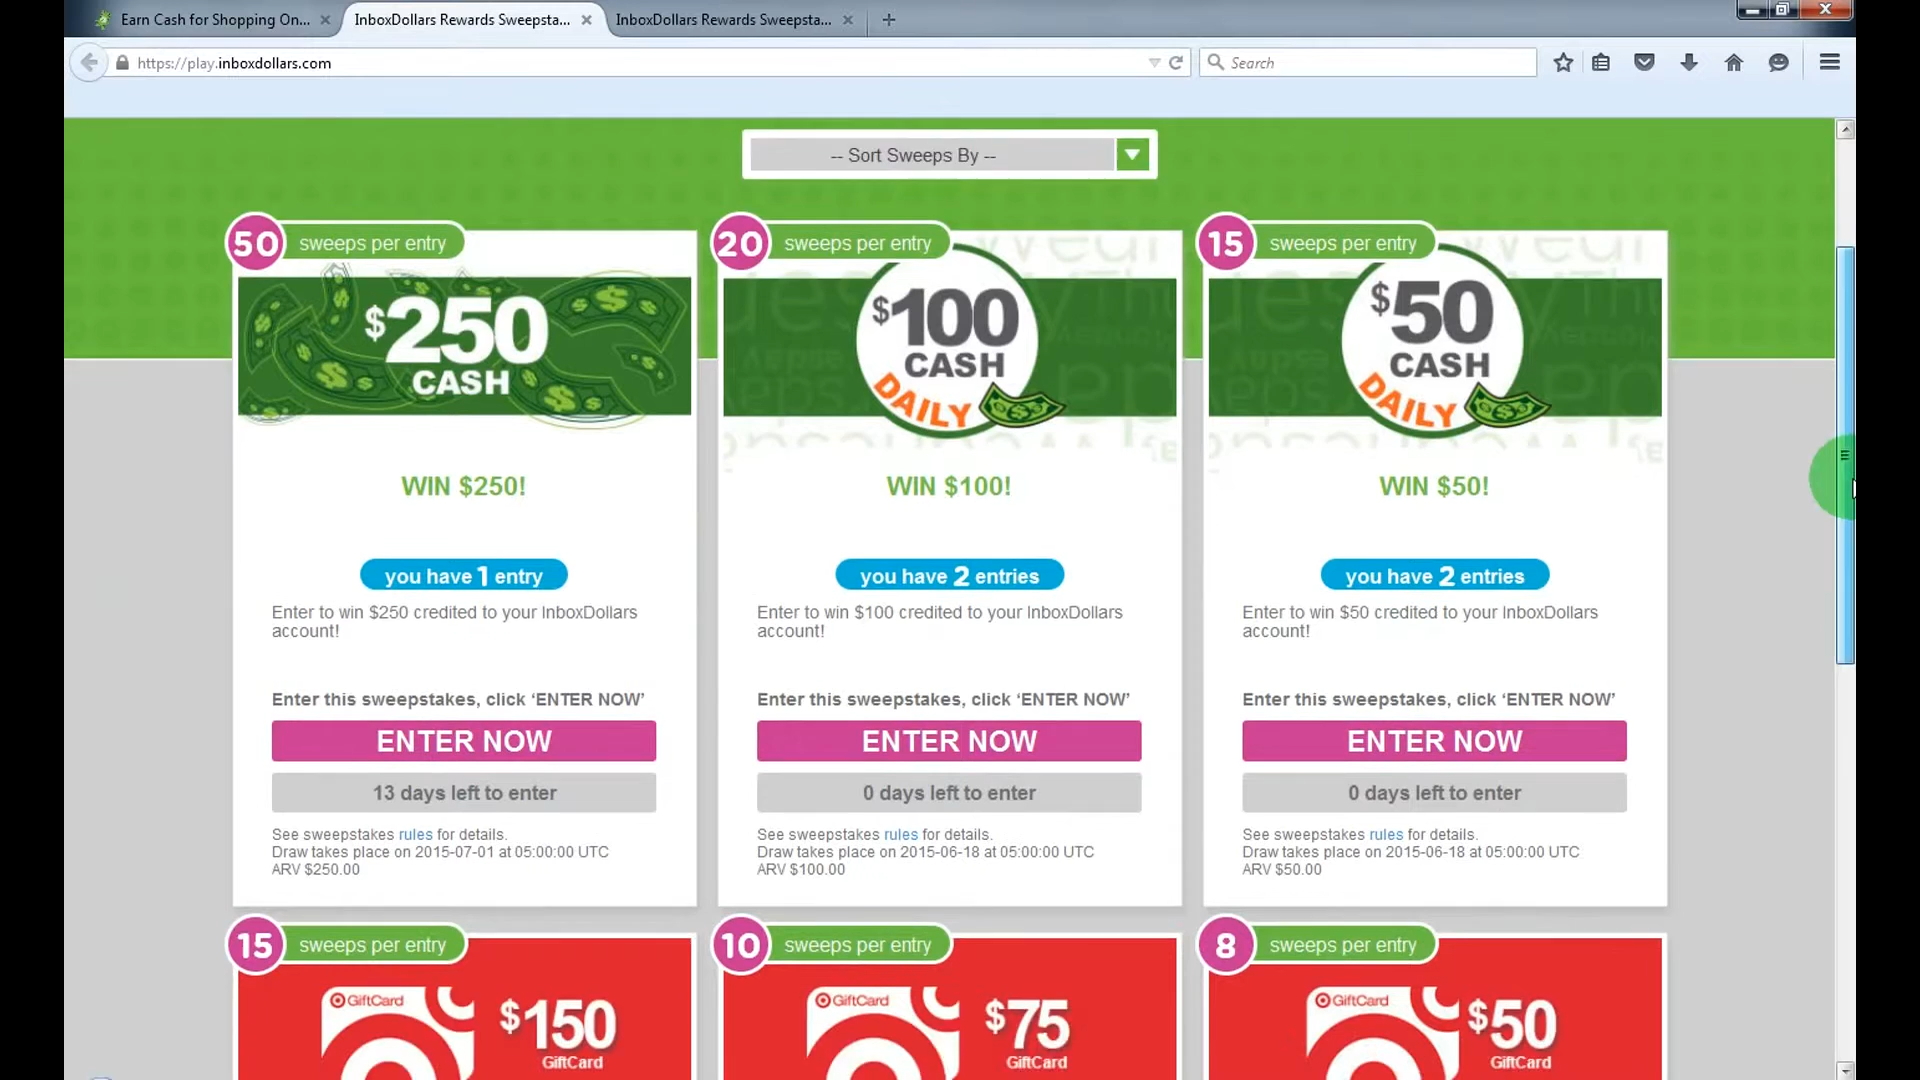 Earn Cash for Shopping On...
InboxDollars Rewards Sweepsta...
InboxDollars Rewards Sweepsta...
https://play.inboxdollars.com
Search
-- Sort Sweeps By --
50 sweeps per entry
20 sweeps per entry
15 sweeps per entry
$250 CASH
$100 CASH DAILY
$50 CASH DAILY
WIN $250!
WIN $100!
WIN $50!
you have 1 entry
you have 2 entries
you have 2 entries
Enter to win $250 credited to your InboxDollars
account!
Enter to win $100 credited to your InboxDollars
account!
Enter to win $50 credited to your InboxDollars
account!
Enter this sweepstakes, click ‘ENTER NOW’
Enter this sweepstakes, click ‘ENTER NOW’
Enter this sweepstakes, click ‘ENTER NOW’
ENTER NOW
ENTER NOW
ENTER NOW
13 days left to enter
0 days left to enter
0 days left to enter
See sweepstakes rules for details.
Draw takes place on 2015-07-01 at 05:00:00 UTC
ARV $250.00
See sweepstakes rules for details.
Draw takes place on 2015-06-18 at 05:00:00 UTC
ARV $100.00
See sweepstakes rules for details.
Draw takes place on 2015-06-18 at 05:00:00 UTC
ARV $50.00
15 sweeps per entry
10 sweeps per entry
8 sweeps per entry
GiftCard
$150
GiftCard
GiftCard
$75
GiftCard
GiftCard
$50
GiftCard